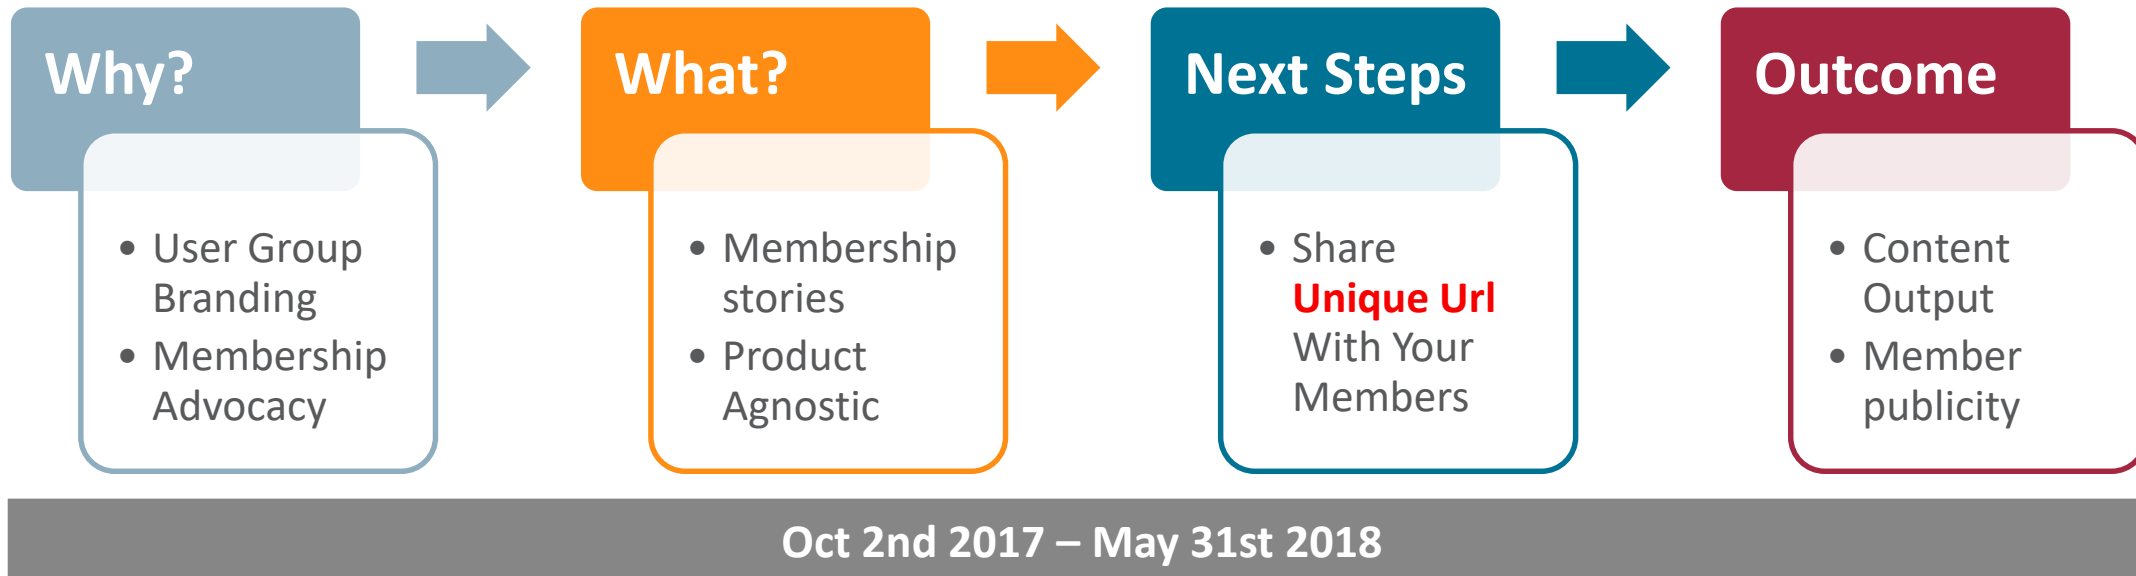 Why?
• User Group
Branding
• Membership
Advocacy
What?
• Membership
stories
• Product
Agnostic
Next Steps
• Share
Unique Url
With Your
Members
Outcome
• Content
Output
• Member
publicity
Oct 2nd 2017 – May 31st 2018